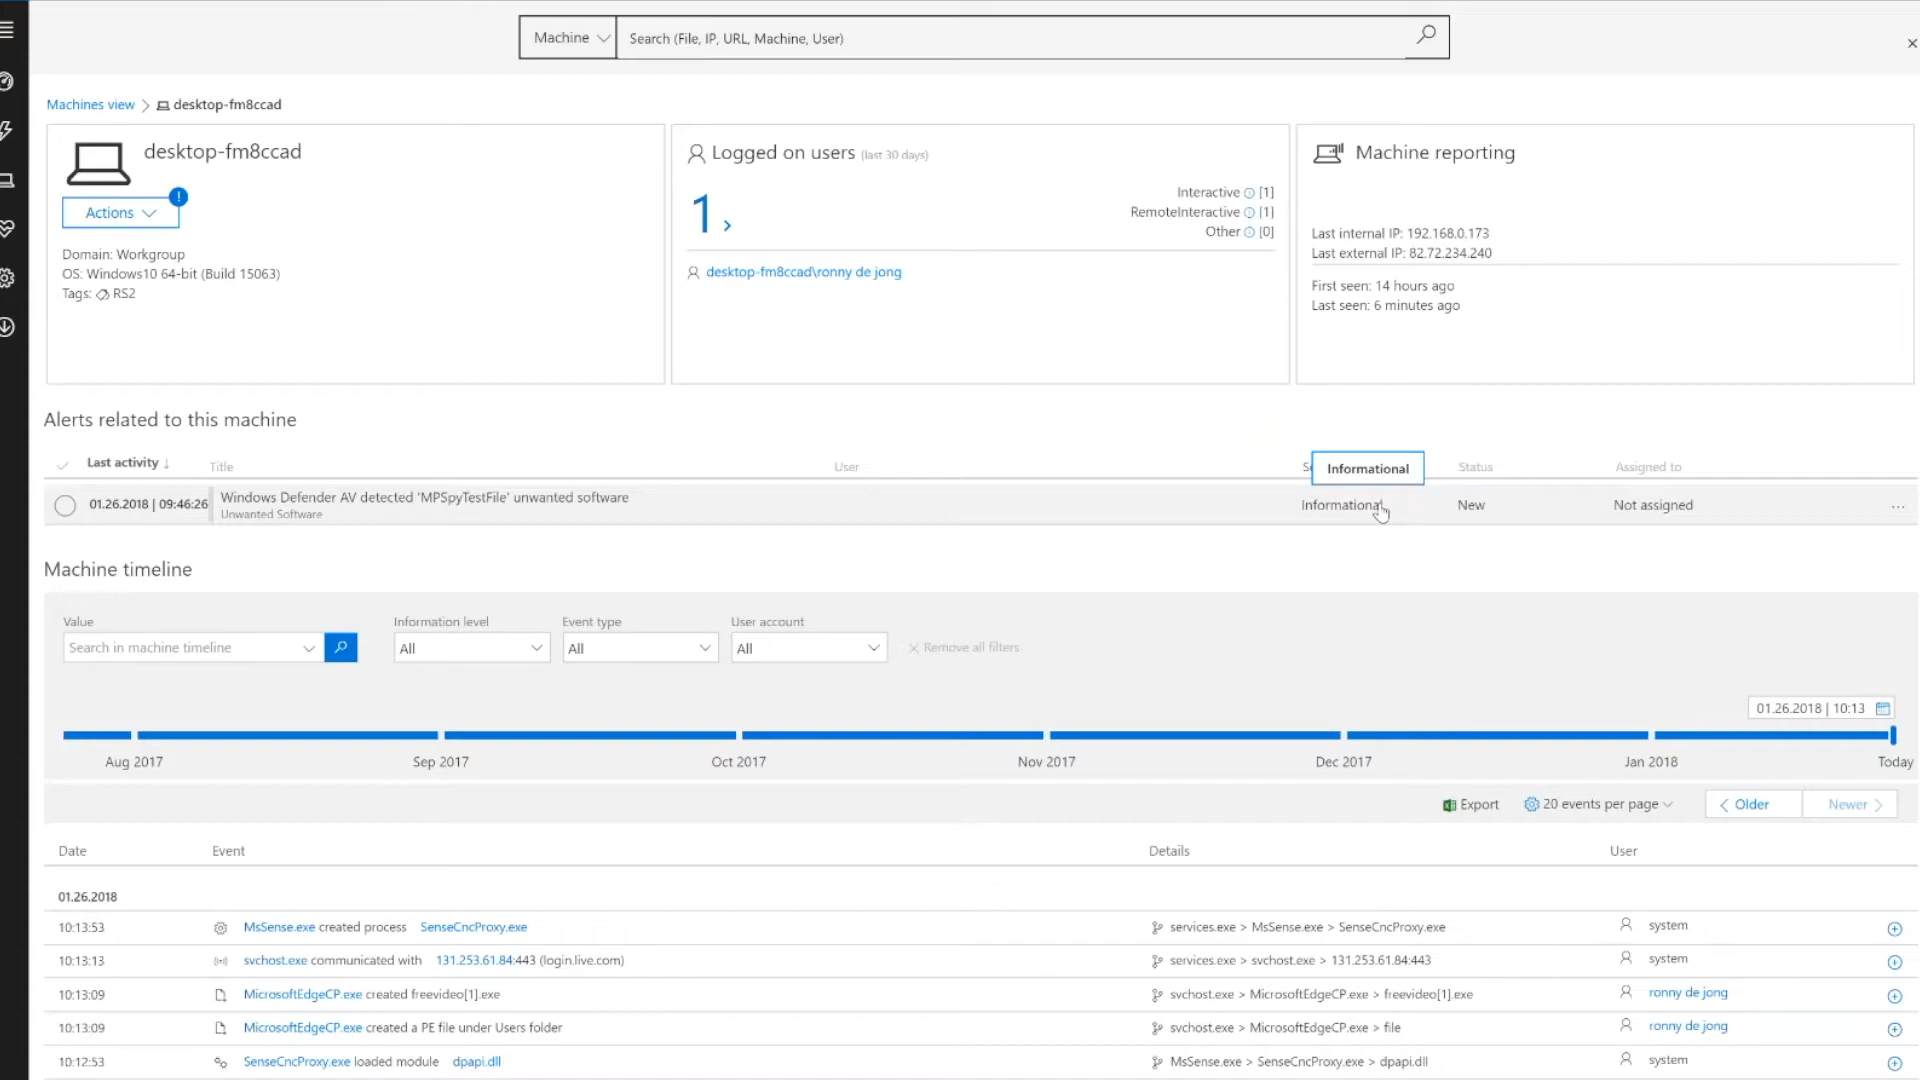 Machine
Search (File, IP, URL, Machine, User)
Machines view > desktop-fm8ccad
desktop-fm8ccad
Actions
!
Domain: Workgroup
OS: Windows10 64-bit (Build 15063)
Tags: RS2
Logged on users (last 30 days)
1 >
Interactive [1]
RemoteInteractive [1]
Other [0]
desktop-fm8ccad\ronny de jong
Machine reporting
Last internal IP: 192.168.0.173
Last external IP: 82.72.234.240
First seen: 14 hours ago
Last seen: 6 minutes ago
Alerts related to this machine
Last activity ↓ Title User Informational Status Assigned to
01.26.2018 | 09:46:26 Windows Defender AV detected 'MPSpyTestFile' unwanted software Informational New Not assigned ...
Unwanted Software
Machine timeline
Value Information level Event type User account
Search in machine timeline All All All Remove all filters
01.26.2018 | 10:13
Aug 2017 Sep 2017 Oct 2017 Nov 2017 Dec 2017 Jan 2018 Today
Export 20 events per page < Older Newer >
Date Event Details User
01.26.2018
10:13:53 MsSense.exe created process SenseCncProxy.exe services.exe > MsSense.exe > SenseCncProxy.exe system
10:13:13 svchost.exe communicated with 131.253.61.84:443 (login.live.com) services.exe > svchost.exe > 131.253.61.84:443 system
10:13:09 MicrosoftEdgeCP.exe created freevideo[1].exe svchost.exe > MicrosoftEdgeCP.exe > freevideo[1].exe ronny de jong
10:13:09 MicrosoftEdgeCP.exe created a PE file under Users folder svchost.exe > MicrosoftEdgeCP.exe > file ronny de jong
10:12:53 SenseCncProxy.exe loaded module dpapi.dll MsSense.exe > SenseCncProxy.exe > dpapi.dll system